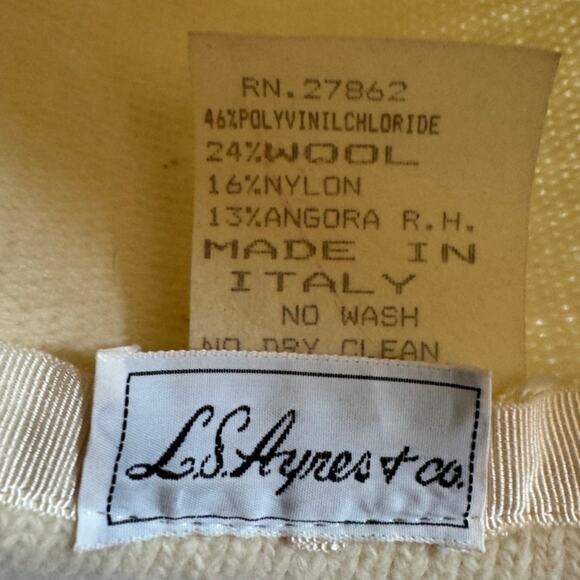 RN.27862
46%POLYVINILCHLORIDE
24%WOOL
16%NYLON
13%ANGORA R.H.
MADE IN
ITALY
NO WASH
NO DRY CLEAN
L.S. Ayres + co.